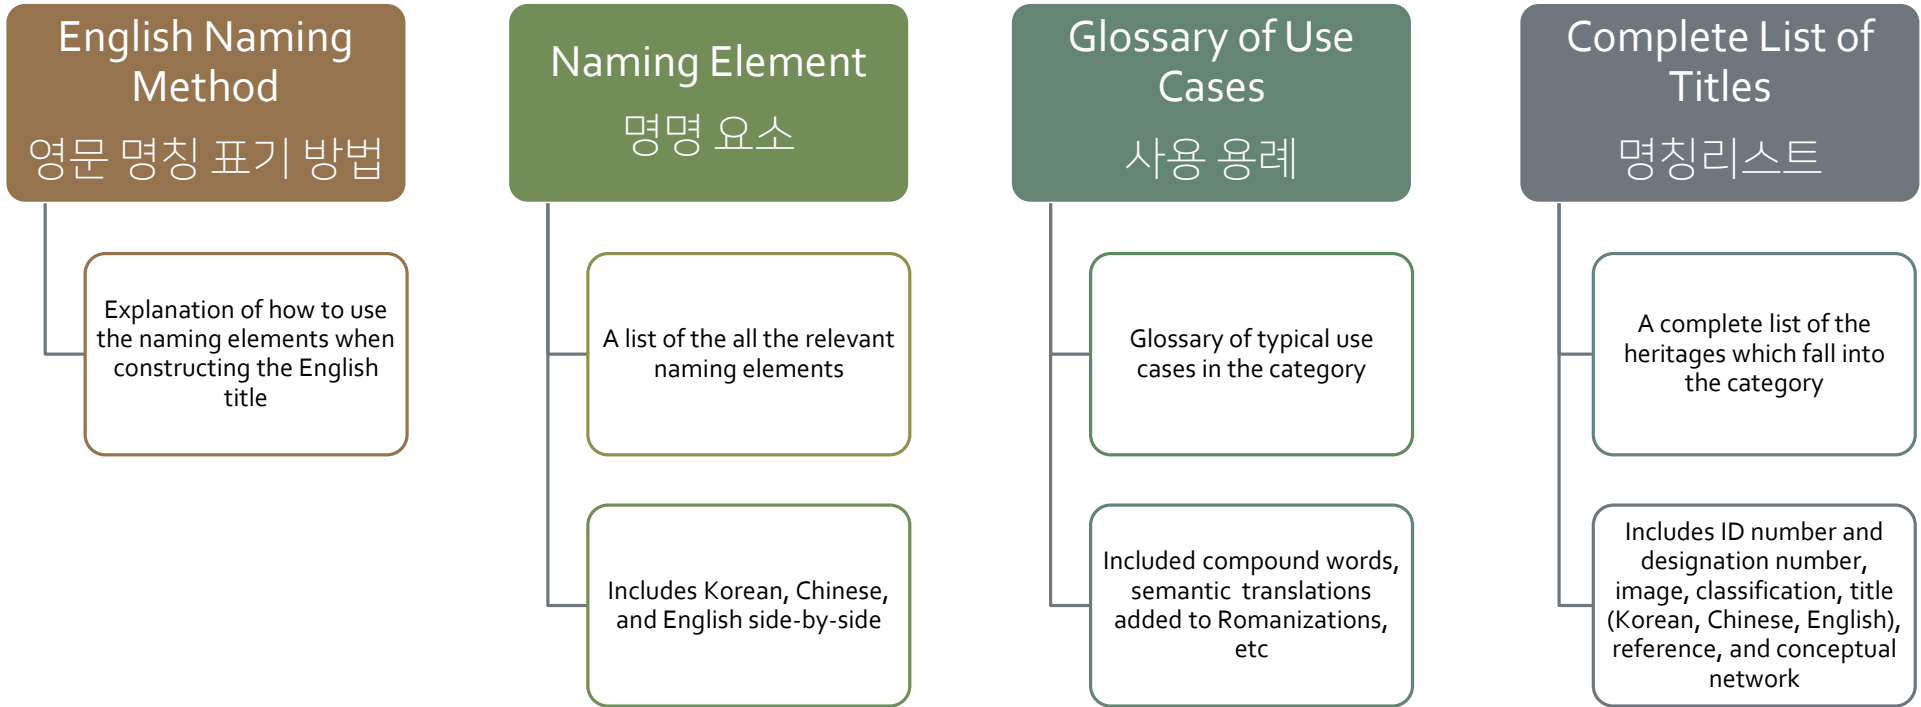 English Naming
Method
영문 명칭 표기 방법
Explanation of how to use
the naming elements when
constructing the English
title
Naming Element
명명 요소
A list of the all the relevant
naming elements
Includes Korean, Chinese,
and English side-by-side
Glossary of Use
Cases
사용 용례
Glossary of typical use
cases in the category
Included compound words,
semantic translations
added to Romanizations,
etc
Complete List of
Titles
명칭리스트
A complete list of the
heritages which fall into
the category
Includes ID number and
designation number,
image, classification, title
(Korean, Chinese, English),
reference, and conceptual
network